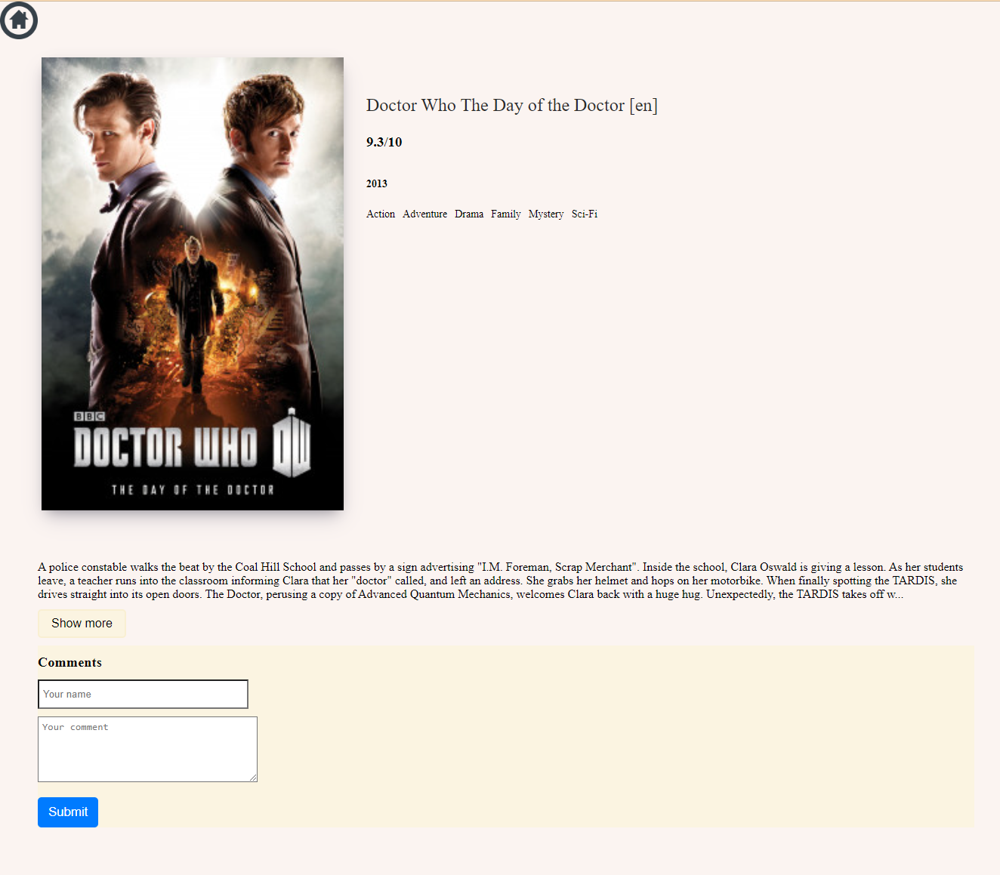 Doctor Who The Day of the Doctor [en]
9.3/10
2013
Action Adventure Drama Family Mystery Sci-Fi
BBC
DOCTOR WHO DW
THE DAY OF THE DOCTOR
A police constable walks the beat by the Coal Hill School and passes by a sign advertising "I.M. Foreman, Scrap Merchant". Inside the school, Clara Oswald is giving a lesson. As her students
leave, a teacher runs into the classroom informing Clara that her "doctor" called, and left an address. She grabs her helmet and hops on her motorbike. When finally spotting the TARDIS, she
drives straight into its open doors. The Doctor, perusing a copy of Advanced Quantum Mechanics, welcomes Clara back with a huge hug. Unexpectedly, the TARDIS takes off w...
Show more
Comments
Your name
Your comment
Submit